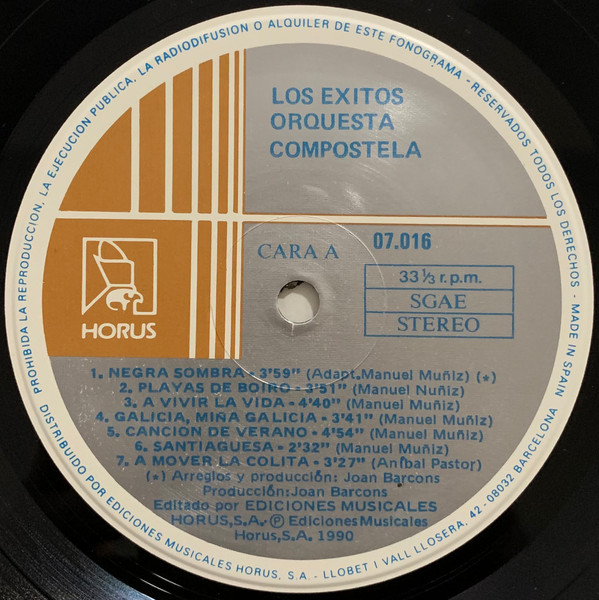 PROHIBIDA LA REPRODUCCION, LA EJECUCION PUBLICA, LA RADIODIFUSION O ALQUILER DE ESTE FONOGRAMA - RESERVADOS TODOS LOS DERECHOS - MADE IN SPAIN
LOS EXITOS
ORQUESTA
COMPOSTELA
CARA A
07.016
33 ⅓ r.p.m.
SGAE
STEREO
HORUS
1. NEGRA SOMBRA - 3'59" (Adapt. Manuel Muñiz) (*)
2. PLAYAS DE BOIRO - 3'51" (Manuel Nuñiz)
3. A VIVIR LA VIDA - 4'40" (Manuel Muñiz)
4. GALICIA, MIÑA GALICIA - 3'41" (Manuel Muñiz)
5. CANCION DE VERANO - 4'54" (Manuel Muñiz)
6. SANTIAGUESA - 2'32" (Manuel Muñiz)
7. A MOVER LA COLITA - 3'27" (Aníbal Pastor)
(*) Arreglos y producción: Joan Barcons
Producción: Joan Barcons
Editado por EDICIONES MUSICALES
HORUS, S.A. - Ⓟ Ediciones Musicales
Horus, S.A. 1990
DISTRIBUIDO POR EDICIONES MUSICALES HORUS, S.A. - LLOBET I VALL LLOSERA, 42 - 08032 BARCELONA